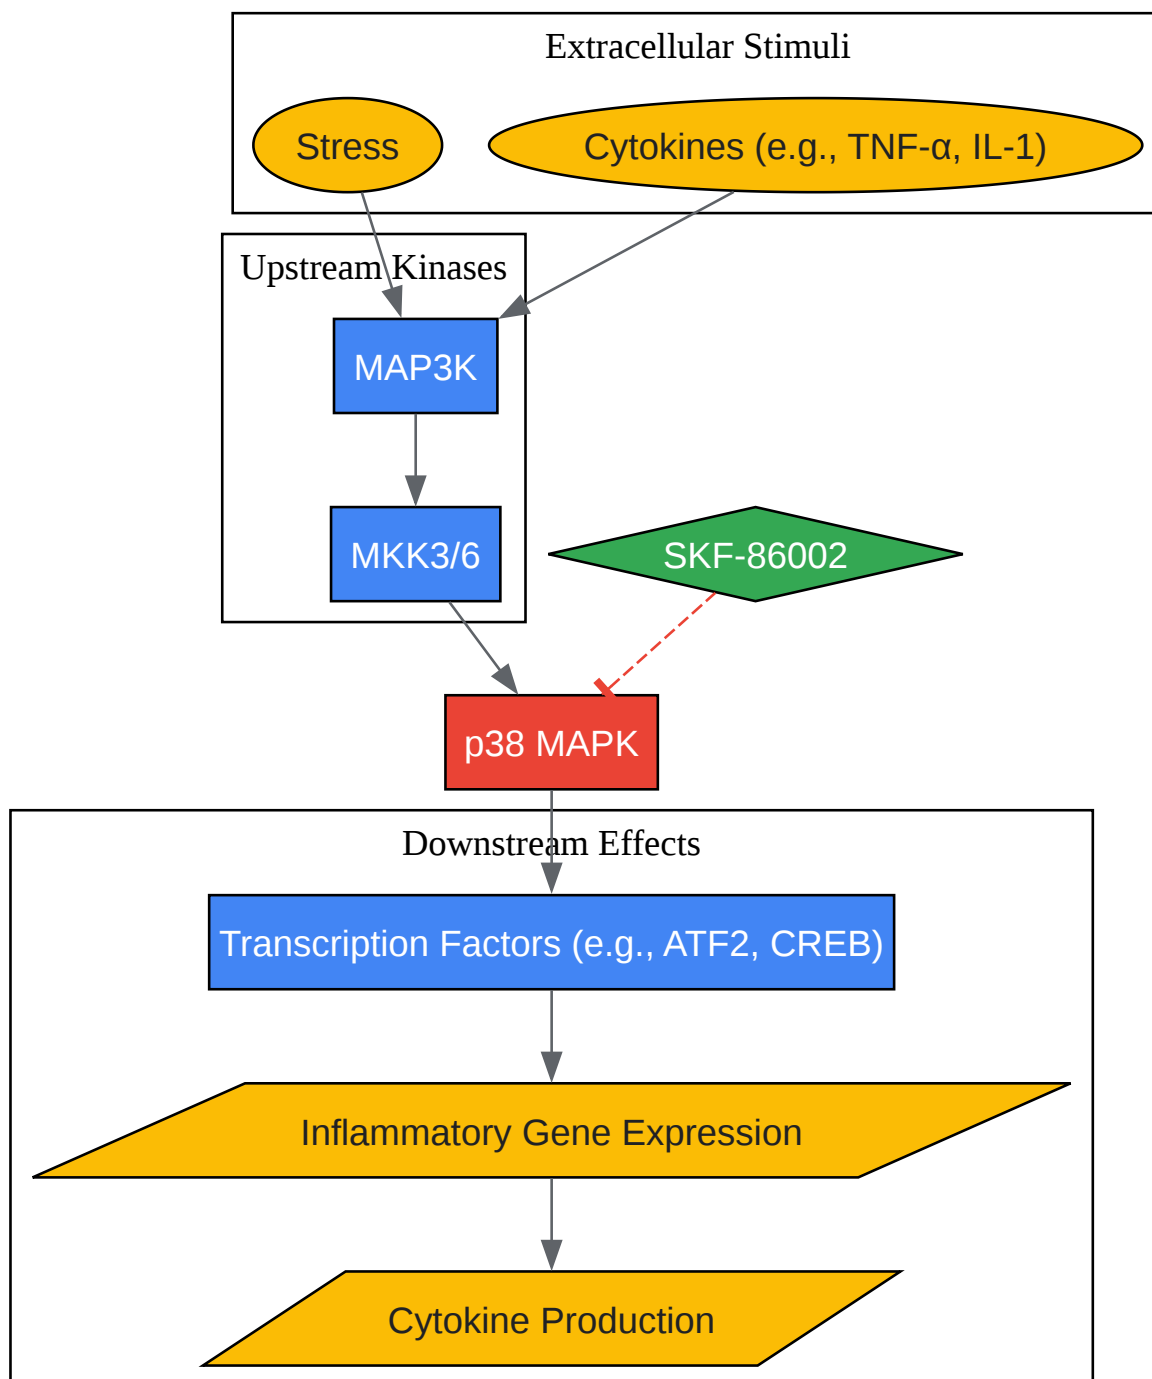 Extracellular Stimuli
Stress
Cytokines (e.g., TNF-α, IL-1)
Upstream Kinases
MAP3K
MKK3/6
SKF-86002
p38 MAPK
Downstream Effects
Transcription Factors (e.g., ATF2, CREB)
Inflammatory Gene Expression
Cytokine Production